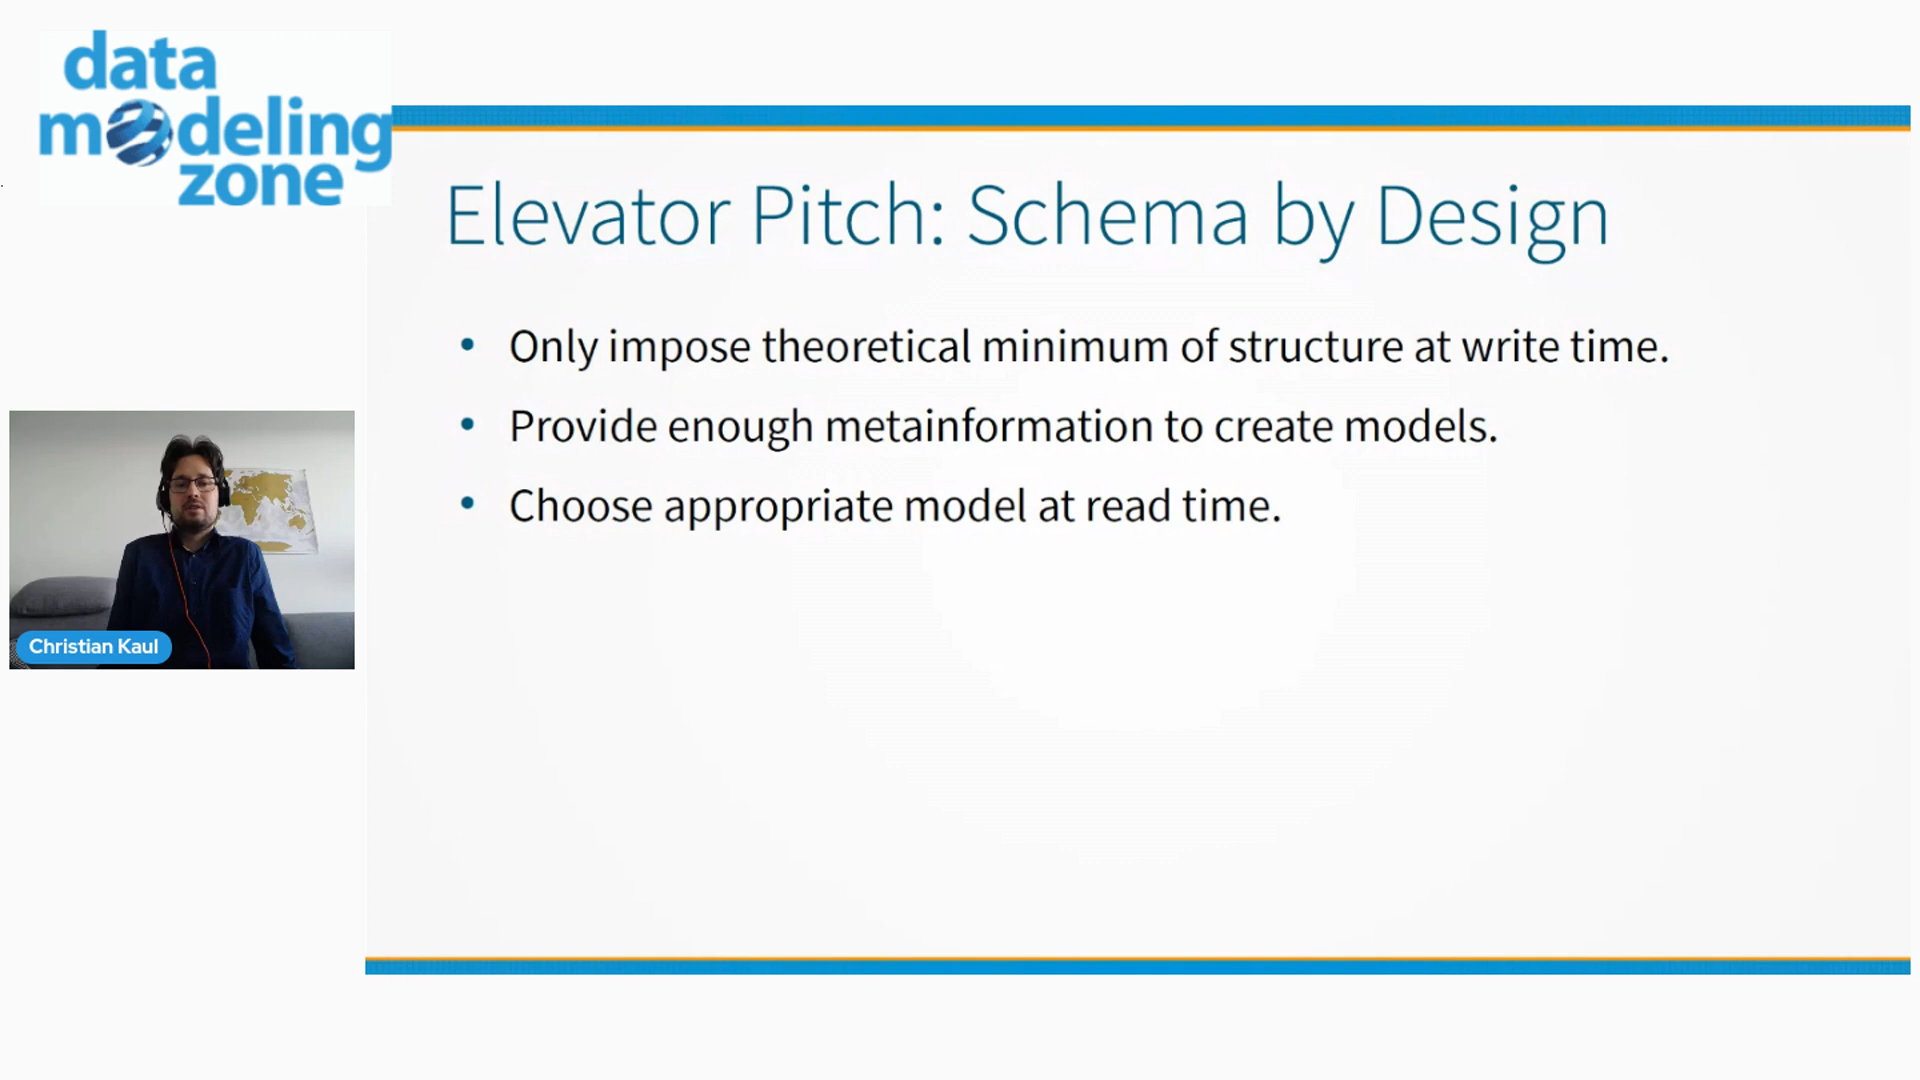 data
modeling
zone
Elevator Pitch: Schema by Design
• Only impose theoretical minimum of structure at write time.
• Provide enough metainformation to create models.
• Choose appropriate model at read time.
Christian Kaul